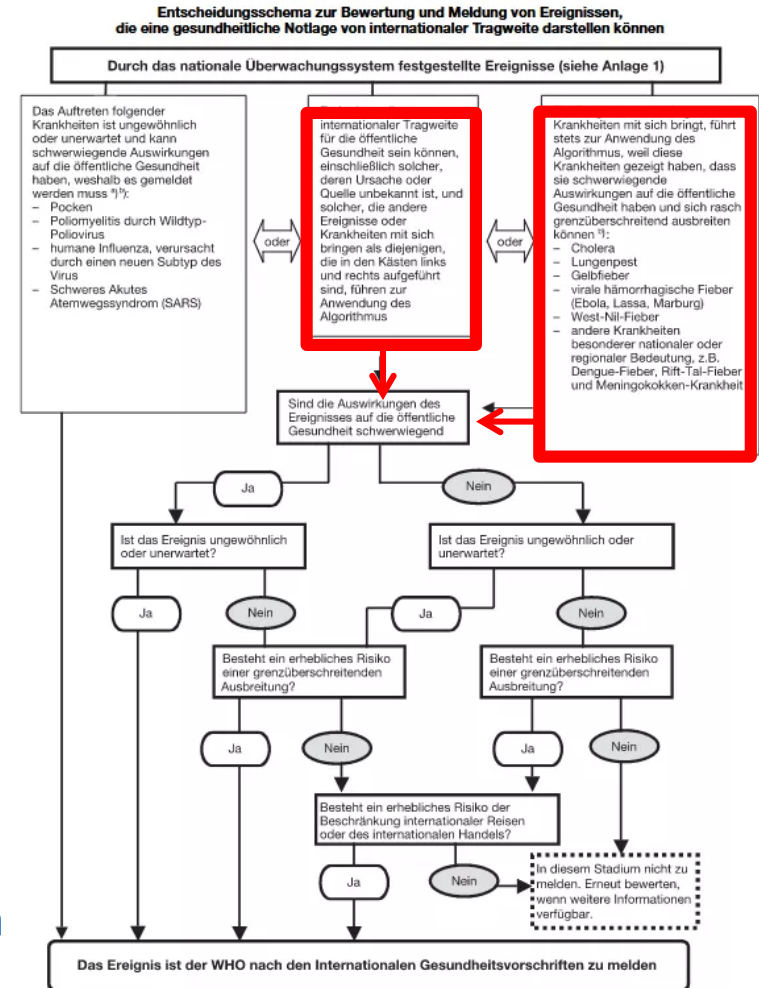 Entscheidungsschema zur Bewertung und Meldung von Ereignissen,
die eine gesundheitliche Notlage von internationaler Tragweite darstellen können
Durch das nationale Überwachungssystem festgestellte Ereignisse (siehe Anlage 1)
Das Auftreten folgender
Krankheiten ist ungewöhnlich
oder unerwartet und kann
schwerwiegende Auswirkungen
auf die öffentliche Gesundheit
haben, weshalb es gemeldet
werden muss a) b):
– Pocken
– Poliomyelitis durch Wildtyp-
Poliovirus
– humane Influenza, verursacht
durch einen neuen Subtyp des
Virus
– Schweres Akutes
Atemwegssyndrom (SARS)
oder
internationaler Tragweite
für die öffentliche
Gesundheit sein können,
einschließlich solcher,
deren Ursache oder
Quelle unbekannt ist, und
solcher, die andere
Ereignisse oder
Krankheiten mit sich
bringen als diejenigen,
die in den Kästen links
und rechts aufgeführt
sind, führen zur
Anwendung des
Algorithmus
oder
Krankheiten mit sich bringt, führt
stets zur Anwendung des
Algorithmus, weil diese
Krankheiten gezeigt haben, dass
sie schwerwiegende
Auswirkungen auf die öffentliche
Gesundheit haben und sich rasch
grenzüberschreitend ausbreiten
können b):
– Cholera
– Lungenpest
– Gelbfieber
– virale hämorrhagische Fieber
(Ebola, Lassa, Marburg)
– West-Nil-Fieber
– andere Krankheiten
besonderer nationaler oder
regionaler Bedeutung, z.B.
Dengue-Fieber, Rift-Tal-Fieber
und Meningokokken-Krankheit
Sind die Auswirkungen des
Ereignisses auf die öffentliche
Gesundheit schwerwiegend
Ja
Nein
Ist das Ereignis ungewöhnlich
oder unerwartet?
Ist das Ereignis ungewöhnlich oder
unerwartet?
Ja
Nein
Ja
Nein
Besteht ein erhebliches Risiko
einer grenzüberschreitenden
Ausbreitung?
Besteht ein erhebliches Risiko
einer grenzüberschreitenden
Ausbreitung?
Ja
Nein
Ja
Nein
Besteht ein erhebliches Risiko der
Beschränkung internationaler Reisen
oder des internationalen Handels?
Ja
Nein
In diesem Stadium nicht zu
melden. Erneut bewerten,
wenn weitere Informationen
verfügbar.
Das Ereignis ist der WHO nach den Internationalen Gesundheitsvorschriften zu melden